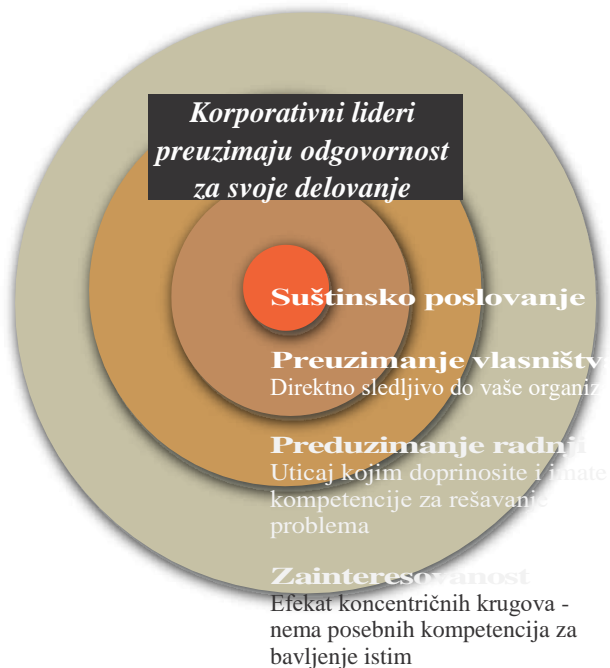 Korporativni lideri
preuzimaju odgovornost
za svoje delovanje
Suštinsko poslovanje
Preuzimanje vlasništva
Direktno sledljivo do vaše organiz
Preduzimanje radnji
Uticaj kojim doprinosite i imate
kompetencije za rešavanje
problema
Zainteresovanost
Efekat koncentričnih krugova -
nema posebnih kompetencija za
bavljenje istim